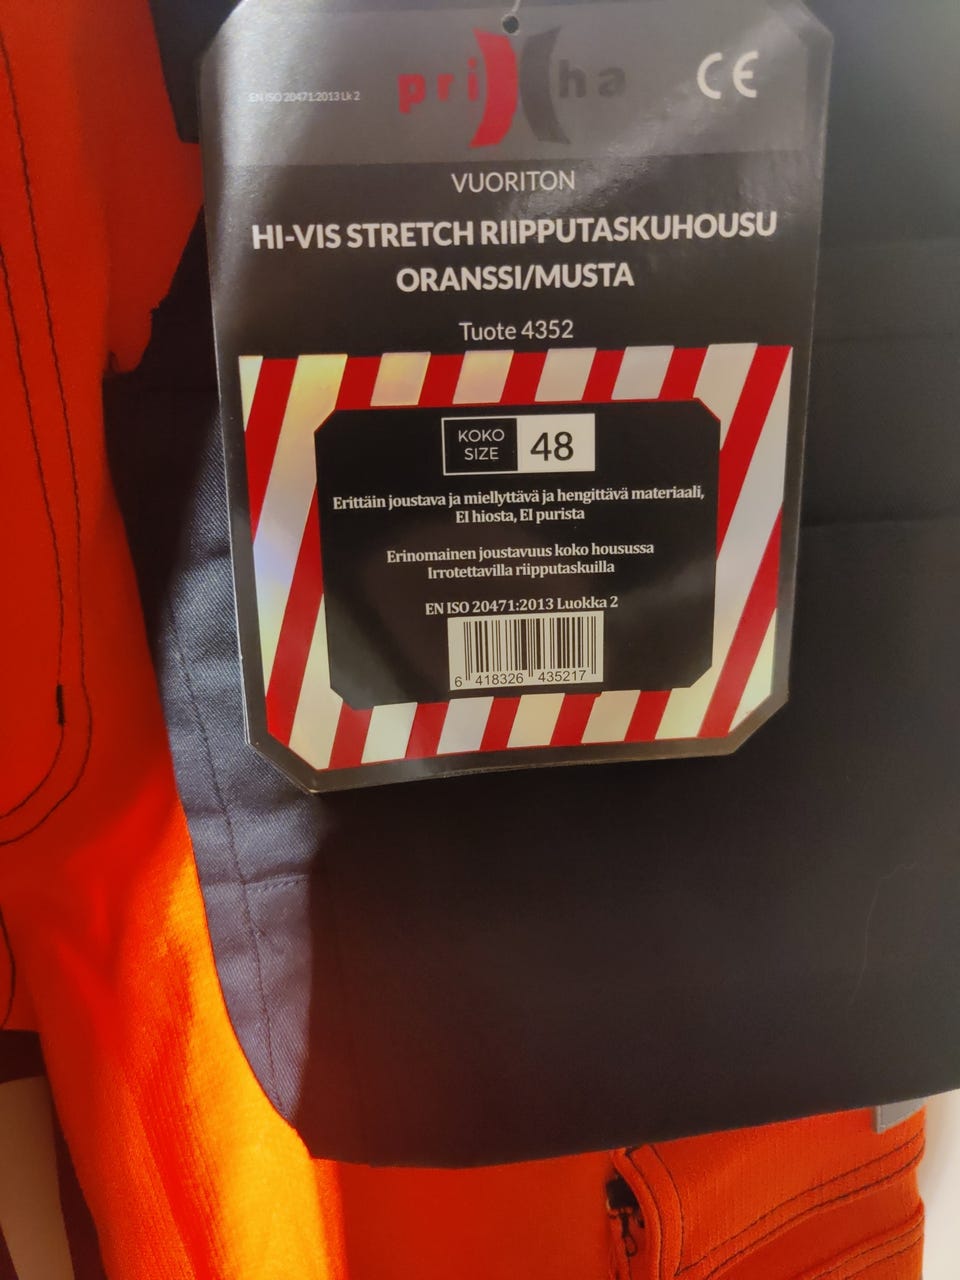 EN ISO 20471:2013 Lk 2
pri ha
CE
VUORITON
HI-VIS STRETCH RIIPPUTASKUHOUSU
ORANSSI/MUSTA
Tuote 4352
KOKO
SIZE
48
Erittäin joustava ja miellyttävä ja hengittävä materiaali,
EI hiosta, EI purista
Erinomainen joustavuus koko housussa
Irrotettavilla riipputaskuilla
EN ISO 20471:2013 Luokka 2
6 418326 435217